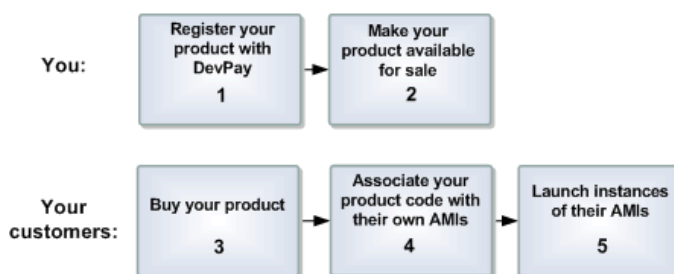 You:
Register your
product with
DevPay
1
Make your
product available
for sale
2
Your
customers:
Buy your product
3
Associate your
product code with
their own AMIs
4
Launch instances
of their AMIs
5